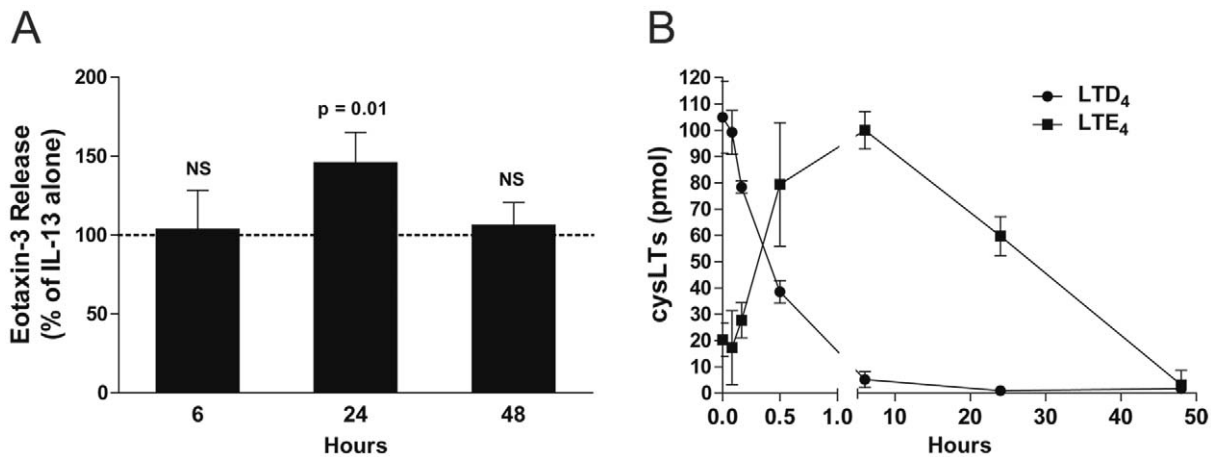 A
Eotaxin-3 Release
(% of IL-13 alone)
200
150
100
50
0
NS
p = 0.01
NS
6
24
48
Hours
B
cysLTs (pmol)
120
110
100
90
80
70
60
50
40
30
20
10
0
LTD₄
LTE₄
0.0
0.5
1.0
0
10
20
30
40
50
Hours